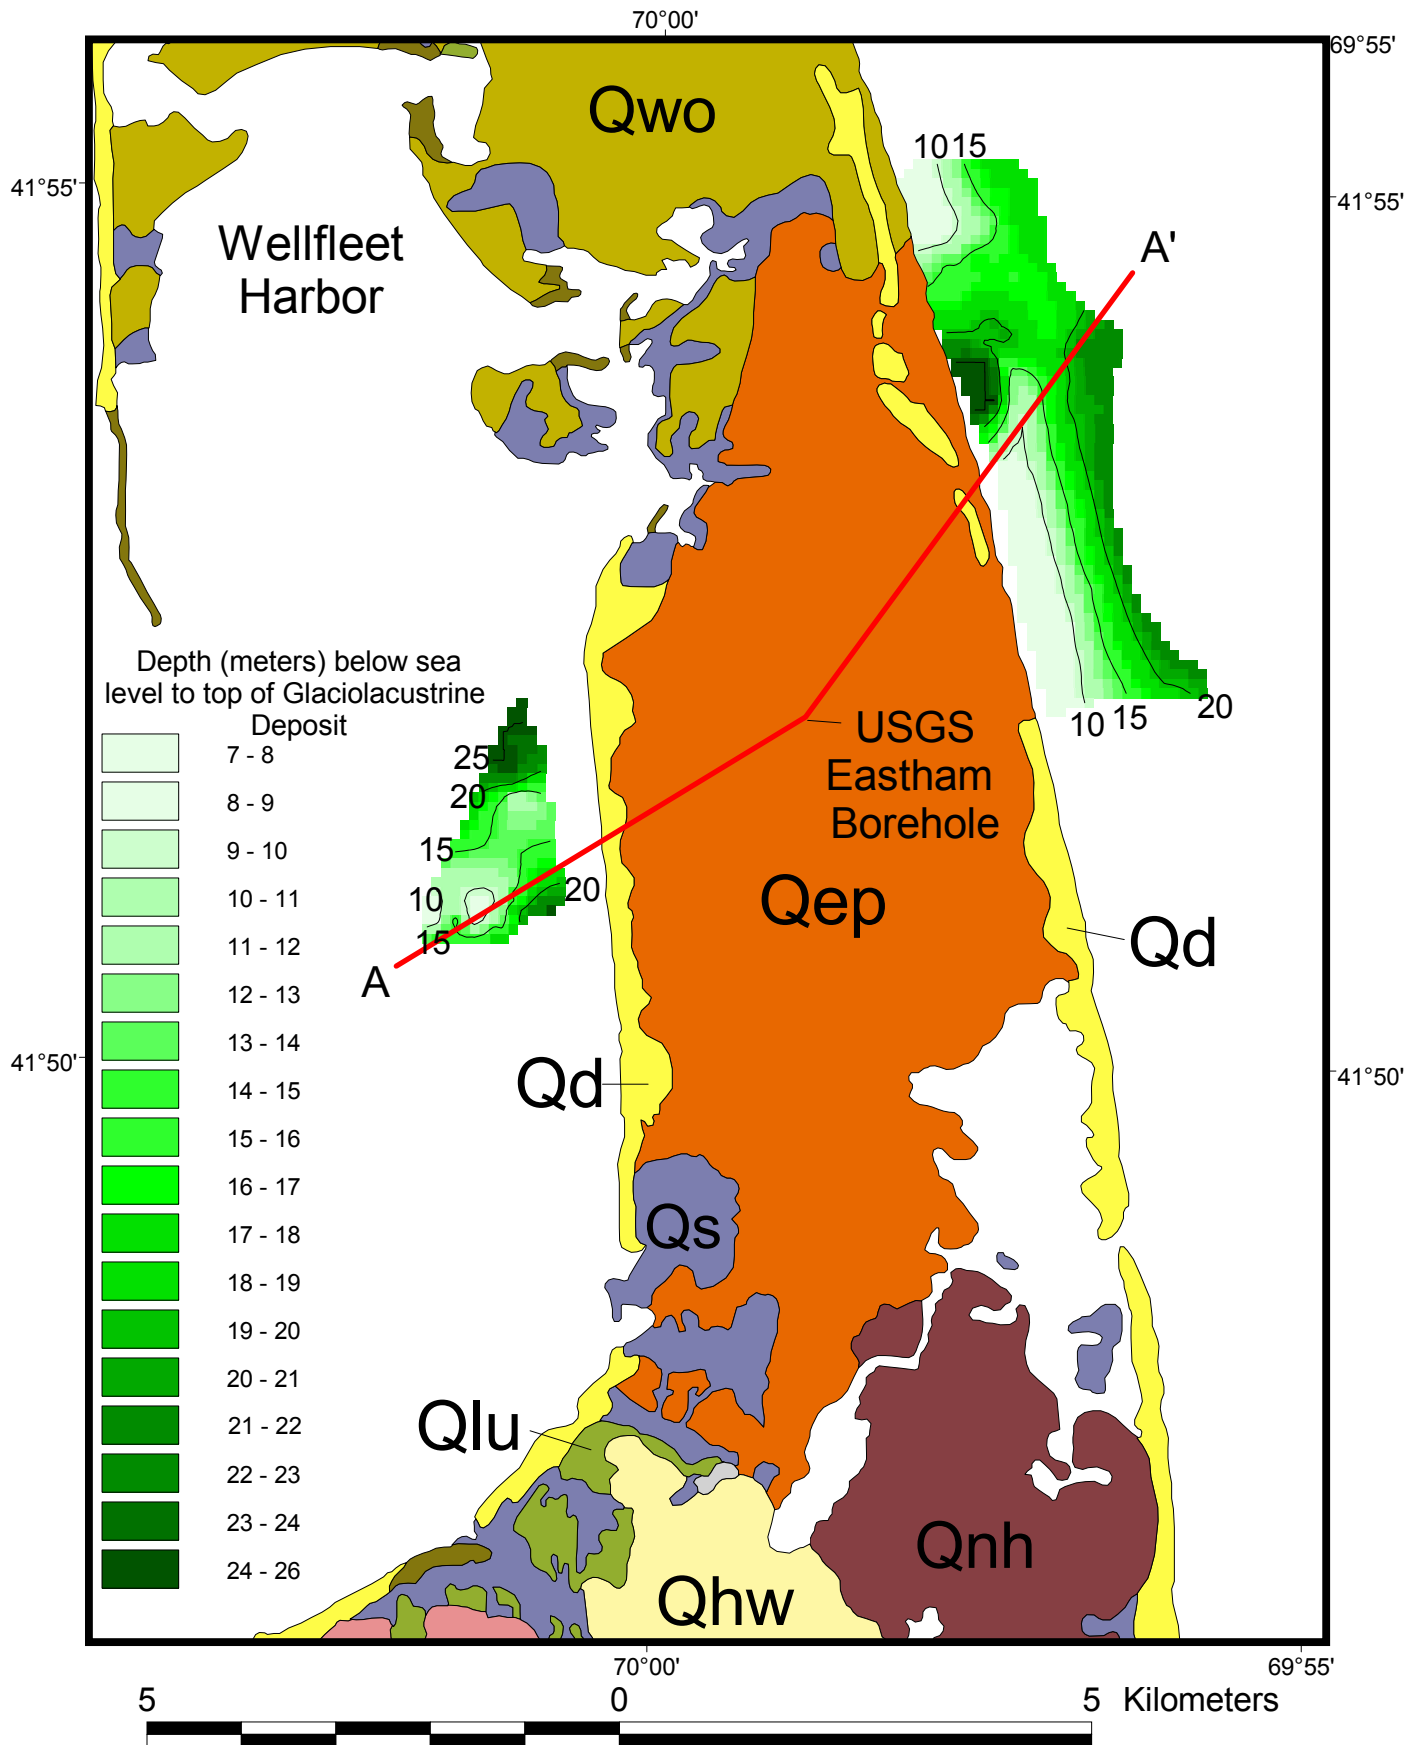 70°00'
69°55'
Qwo
10 15
41°55'
41°55'
Wellfleet
Harbor
A'
Depth (meters) below sea
level to top of Glaciolacustrine
Deposit
7 - 8
8 - 9
9 - 10
10 - 11
11 - 12
12 - 13
13 - 14
14 - 15
15 - 16
16 - 17
17 - 18
18 - 19
19 - 20
20 - 21
21 - 22
22 - 23
23 - 24
24 - 26
10 15 20
25
20
15
10
15
20
A
USGS
Eastham
Borehole
Qep
Qd
Qd
41°50'
41°50'
Qs
Qlu
Qnh
Qhw
70°00'
69°55'
5 0 5 Kilometers